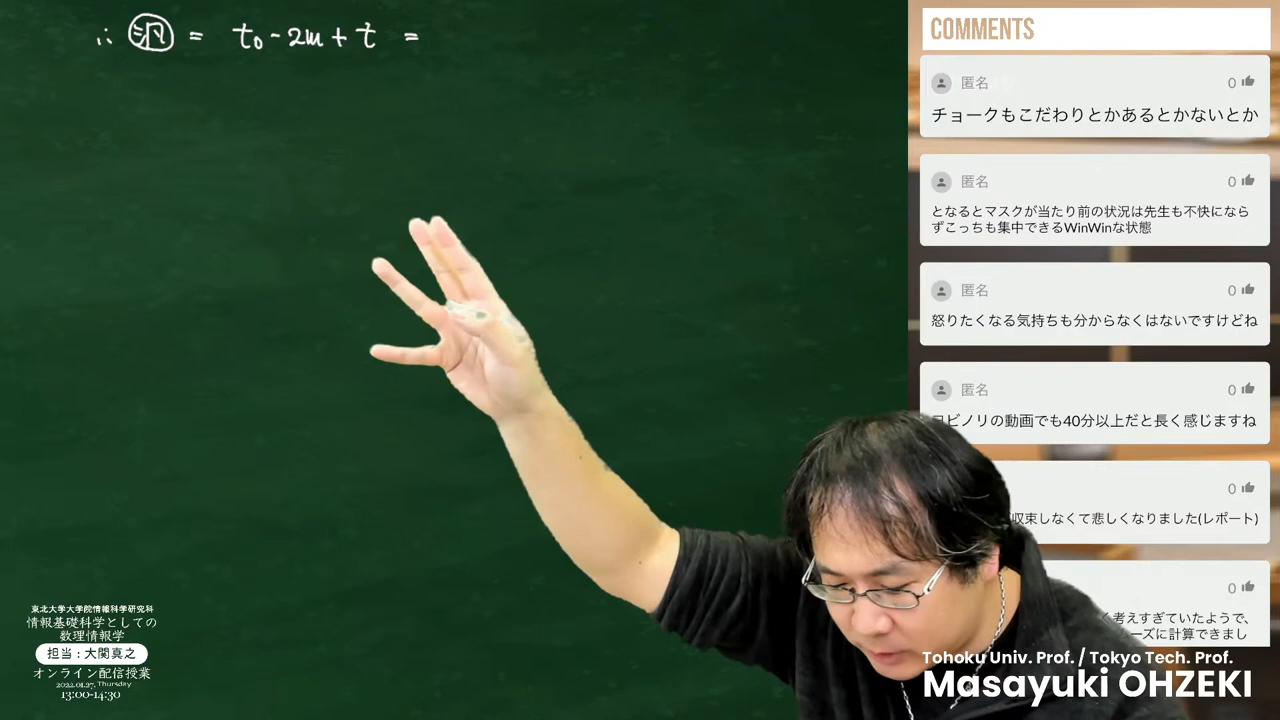 ∴ 汎 = t₀ - 2m + t =
COMMENTS
匿名 0
チョークもこだわりとかあるとかないとか
匿名 0
となるとマスクが当たり前の状況は先生も不快になら
ずこっちも集中できるWinWinな状態
匿名 0
怒りたくなる気持ちも分からなくはないですけどね
匿名 0
ヨビノリの動画でも40分以上だと長く感じますね
0
収束しなくて悲しくなりました(レポート)
0
く考えすぎていたようで、
ーズに計算できまし
東北大学大学院情報科学研究科
情報基礎科学としての
数理情報学
担当:大関真之
オンライン配信授業
2022.01.27, Thursday
13:00-14:30
Tohoku Univ. Prof. / Tokyo Tech. Prof.
Masayuki OHZEKI